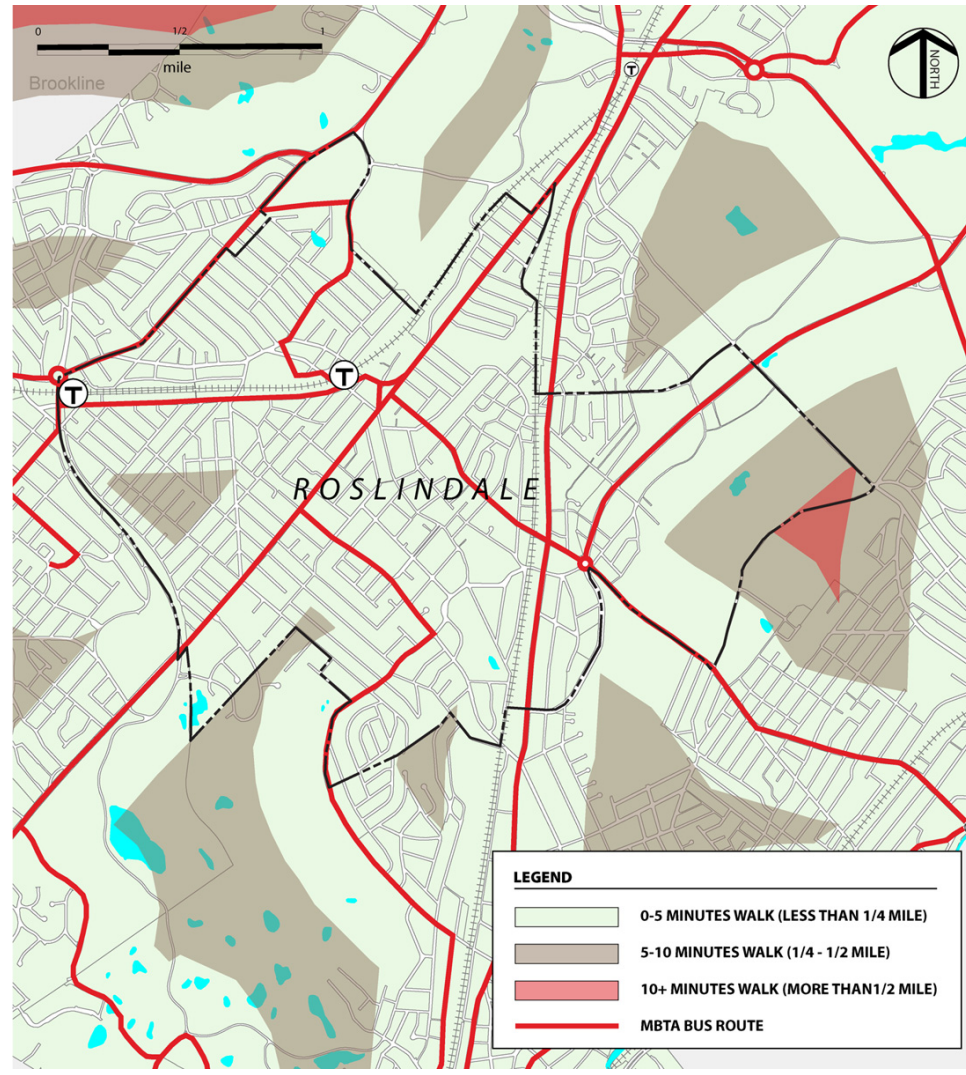 0 1/2 1
mile
Brookline
NORTH
T
T
T
ROSLINDALE
LEGEND
0-5 MINUTES WALK (LESS THAN 1/4 MILE)
5-10 MINUTES WALK (1/4 - 1/2 MILE)
10+ MINUTES WALK (MORE THAN1/2 MILE)
MBTA BUS ROUTE